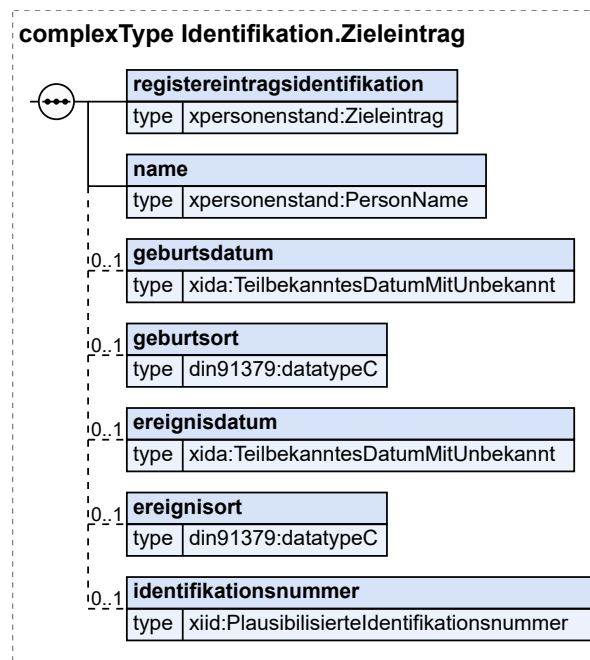 complexType Identifikation.Zieleintrag
registereintragsidentifikation
type xpersonenstand:Zieleintrag
name
type xpersonenstand:PersonName
0..1 geburtsdatum
type xida:TeilbekanntesDatumMitUnbekannt
0..1 geburtsort
type din91379:datatypeC
0..1 ereignisdatum
type xida:TeilbekanntesDatumMitUnbekannt
0..1 ereignisort
type din91379:datatypeC
0..1 identifikationsnummer
type xiid:PlausibilisierteIdentifikationsnummer